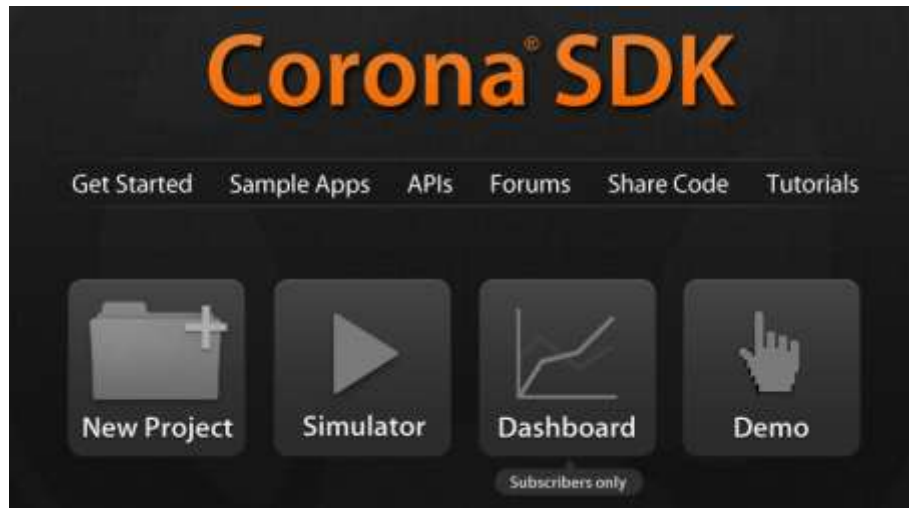 Corona® SDK
Get Started Sample Apps APIs Forums Share Code Tutorials
New Project Simulator Dashboard Demo
Subscribers only